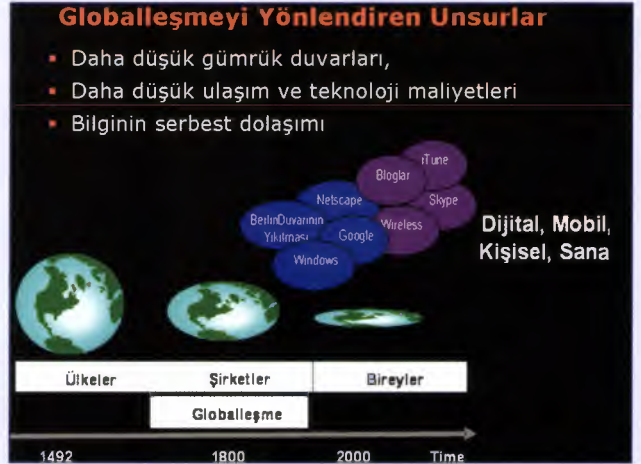 Globalleşmeyi Yönlendiren Unsurlar
Daha düşük gümrük duvarları,
Daha düşük ulaşım ve teknoloji maliyetleri
Bilginin serbest dolaşımı
iTune
Bloglar
Netscape
Skype
BerlinDuvarının
Yıkılması
Google
Wireless
Windows
Dijital, Mobil,
Kişisel, Sana
Ülkeler
Şirketler
Bireyler
Globalleşme
1492
1800
2000
Time